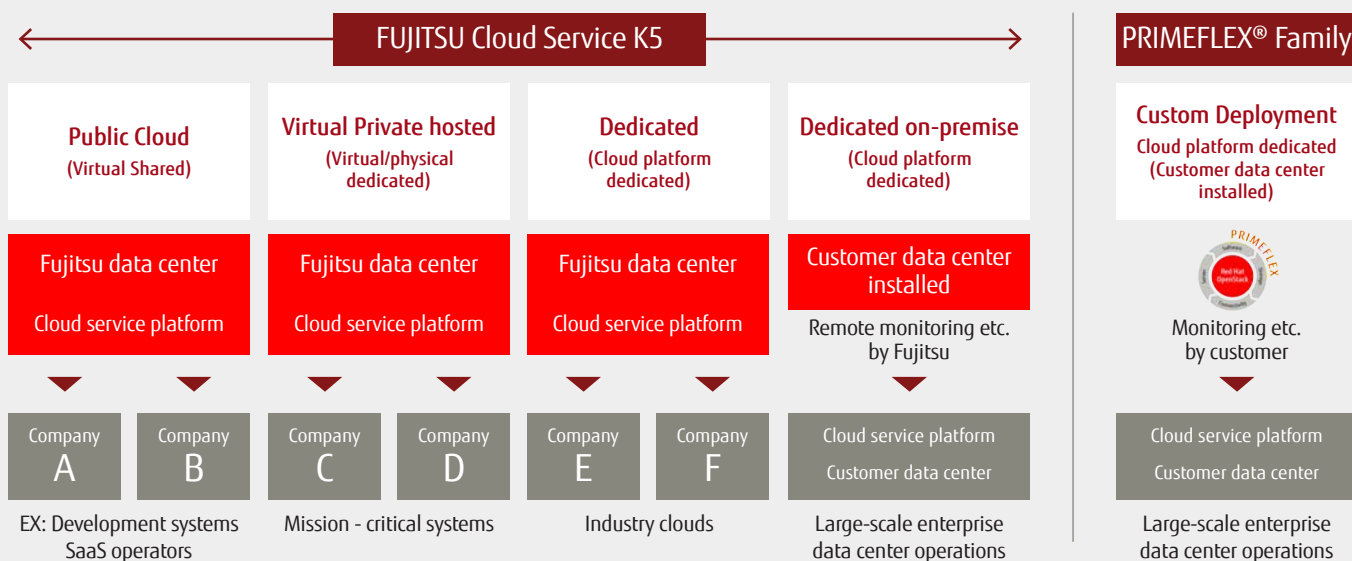 FUJITSU Cloud Service K5
PRIMEFLEX® Family
Public Cloud
(Virtual Shared)
Virtual Private hosted
(Virtual/physical
dedicated)
Dedicated
(Cloud platform
dedicated)
Dedicated on-premise
(Cloud platform
dedicated)
Custom Deployment
Cloud platform dedicated
(Customer data center
installed)
Fujitsu data center
Cloud service platform
Fujitsu data center
Cloud service platform
Fujitsu data center
Cloud service platform
Customer data center
installed
Remote monitoring etc.
by Fujitsu
PRIMEFLEX
Software
Red Hat
OpenStack
Monitoring etc.
by customer
Company
A
Company
B
Company
C
Company
D
Company
E
Company
F
Cloud service platform
Customer data center
Cloud service platform
Customer data center
EX: Development systems
SaaS operators
Mission - critical systems
Industry clouds
Large-scale enterprise
data center operations
Large-scale enterprise
data center operations